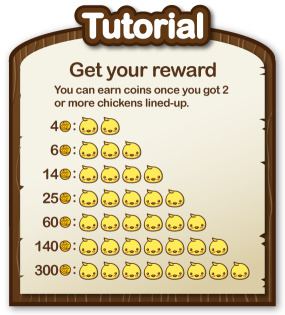 Tutorial
Get your reward
You can earn coins once you got 2
or more chickens lined-up.
4 :
6 :
14 :
25 :
60 :
140 :
300 :